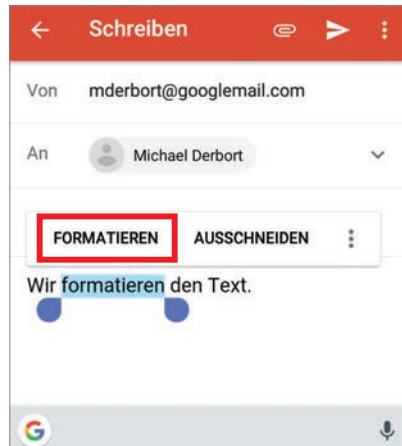 Schreiben
Von mderbort@googlemail.com
An Michael Derbort
FORMATIEREN AUSSCHNEIDEN
Wir formatieren den Text.
G